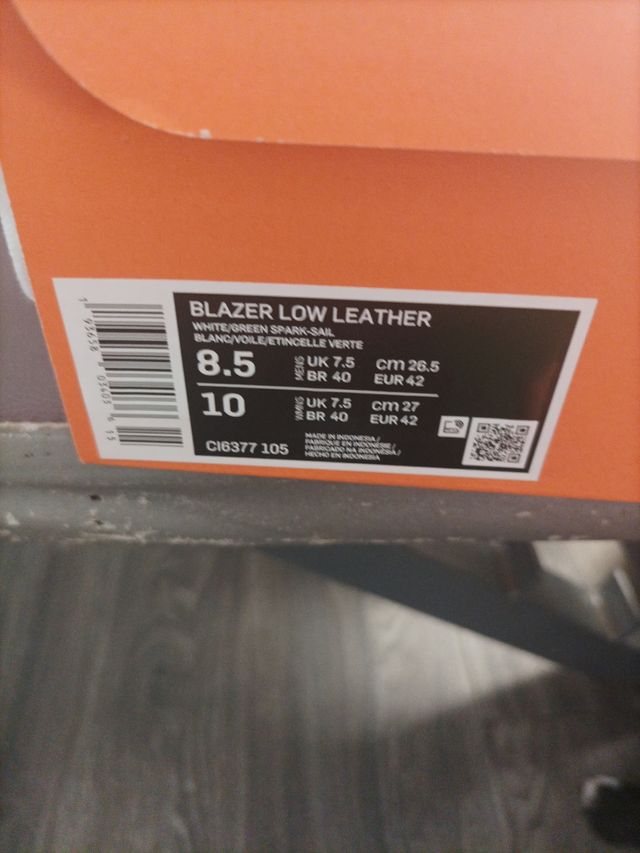 BLAZER LOW LEATHER
WHITE/GREEN SPARK-SAIL
BLANC/VOILE/ETINCELLE VERTE
8.5 MENS UK 7.5 cm 26.5
BR 40 EUR 42
10 WMNS UK 7.5 cm 27
BR 40 EUR 42
CI6377 105
MADE IN INDONESIA /
FABRIQUE EN INDONESIE /
FABRICADO NA INDONÉSIA /
HECHO EN INDONESIA